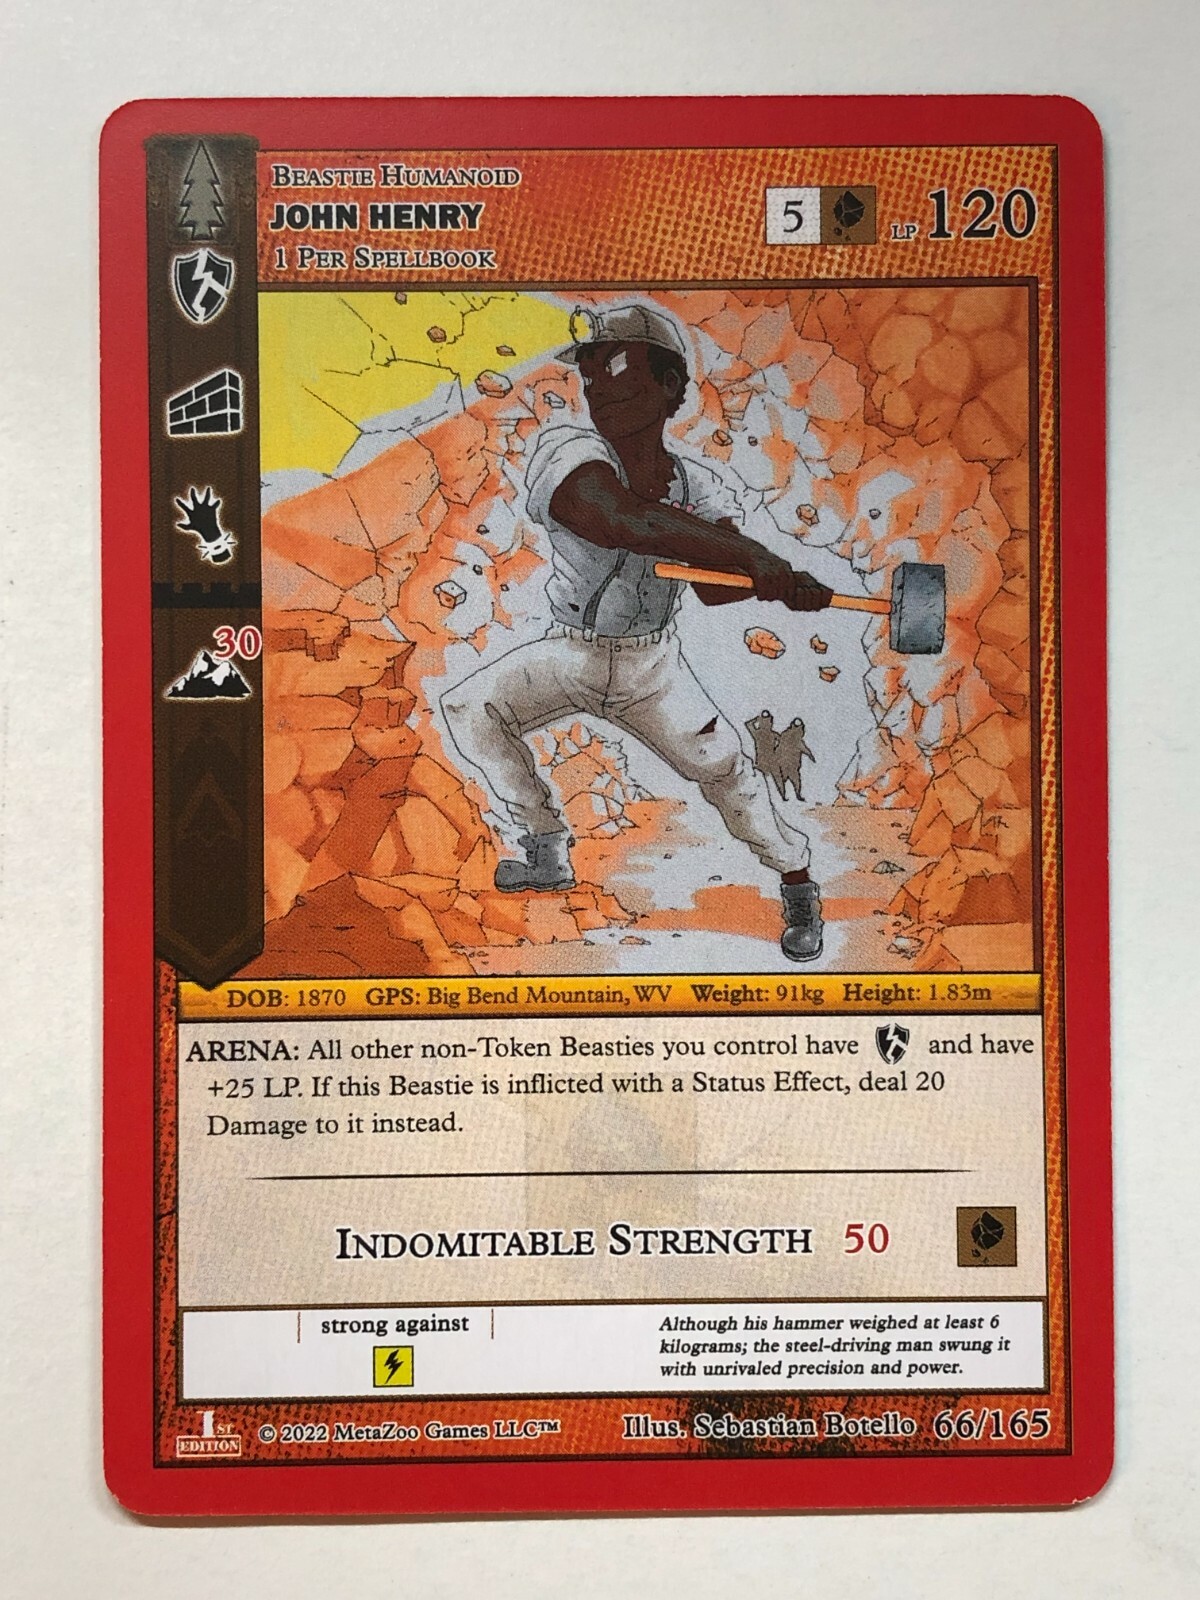 BEASTIE HUMANOID
JOHN HENRY
1 PER SPELLBOOK
5
LP 120
30
DOB: 1870 GPS: Big Bend Mountain, WV Weight: 91kg Height: 1.83m
ARENA: All other non-Token Beasties you control have and have
+25 LP. If this Beastie is inflicted with a Status Effect, deal 20
Damage to it instead.
INDOMITABLE STRENGTH 50
strong against
Although his hammer weighed at least 6
kilograms; the steel-driving man swung it
with unrivaled precision and power.
1ST
EDITION
© 2022 MetaZoo Games LLC™
Illus. Sebastian Botello 66/165